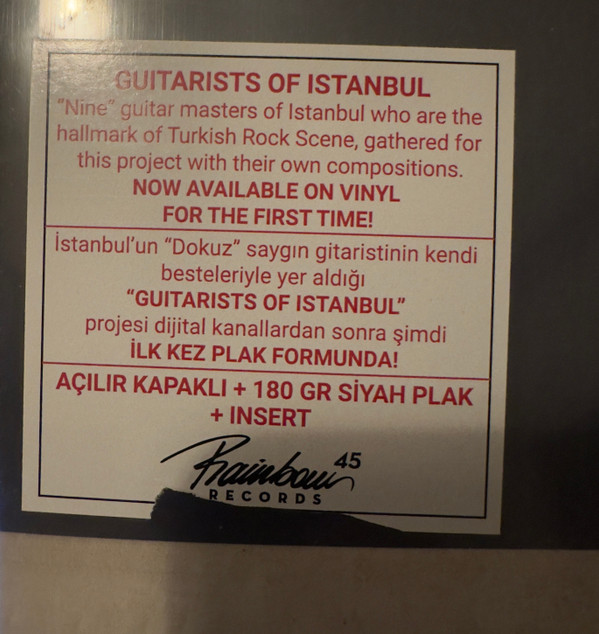 GUITARISTS OF ISTANBUL
"Nine" guitar masters of Istanbul who are the
hallmark of Turkish Rock Scene, gathered for
this project with their own compositions.
NOW AVAILABLE ON VINYL
FOR THE FIRST TIME!
İstanbul'un "Dokuz" saygın gitaristinin kendi
besteleriyle yer aldığı
"GUITARISTS OF ISTANBUL"
projesi dijital kanallardan sonra şimdi
İLK KEZ PLAK FORMUNDA!
AÇILIR KAPAKLI + 180 GR SİYAH PLAK
+ INSERT
Rainbow 45
RECORDS